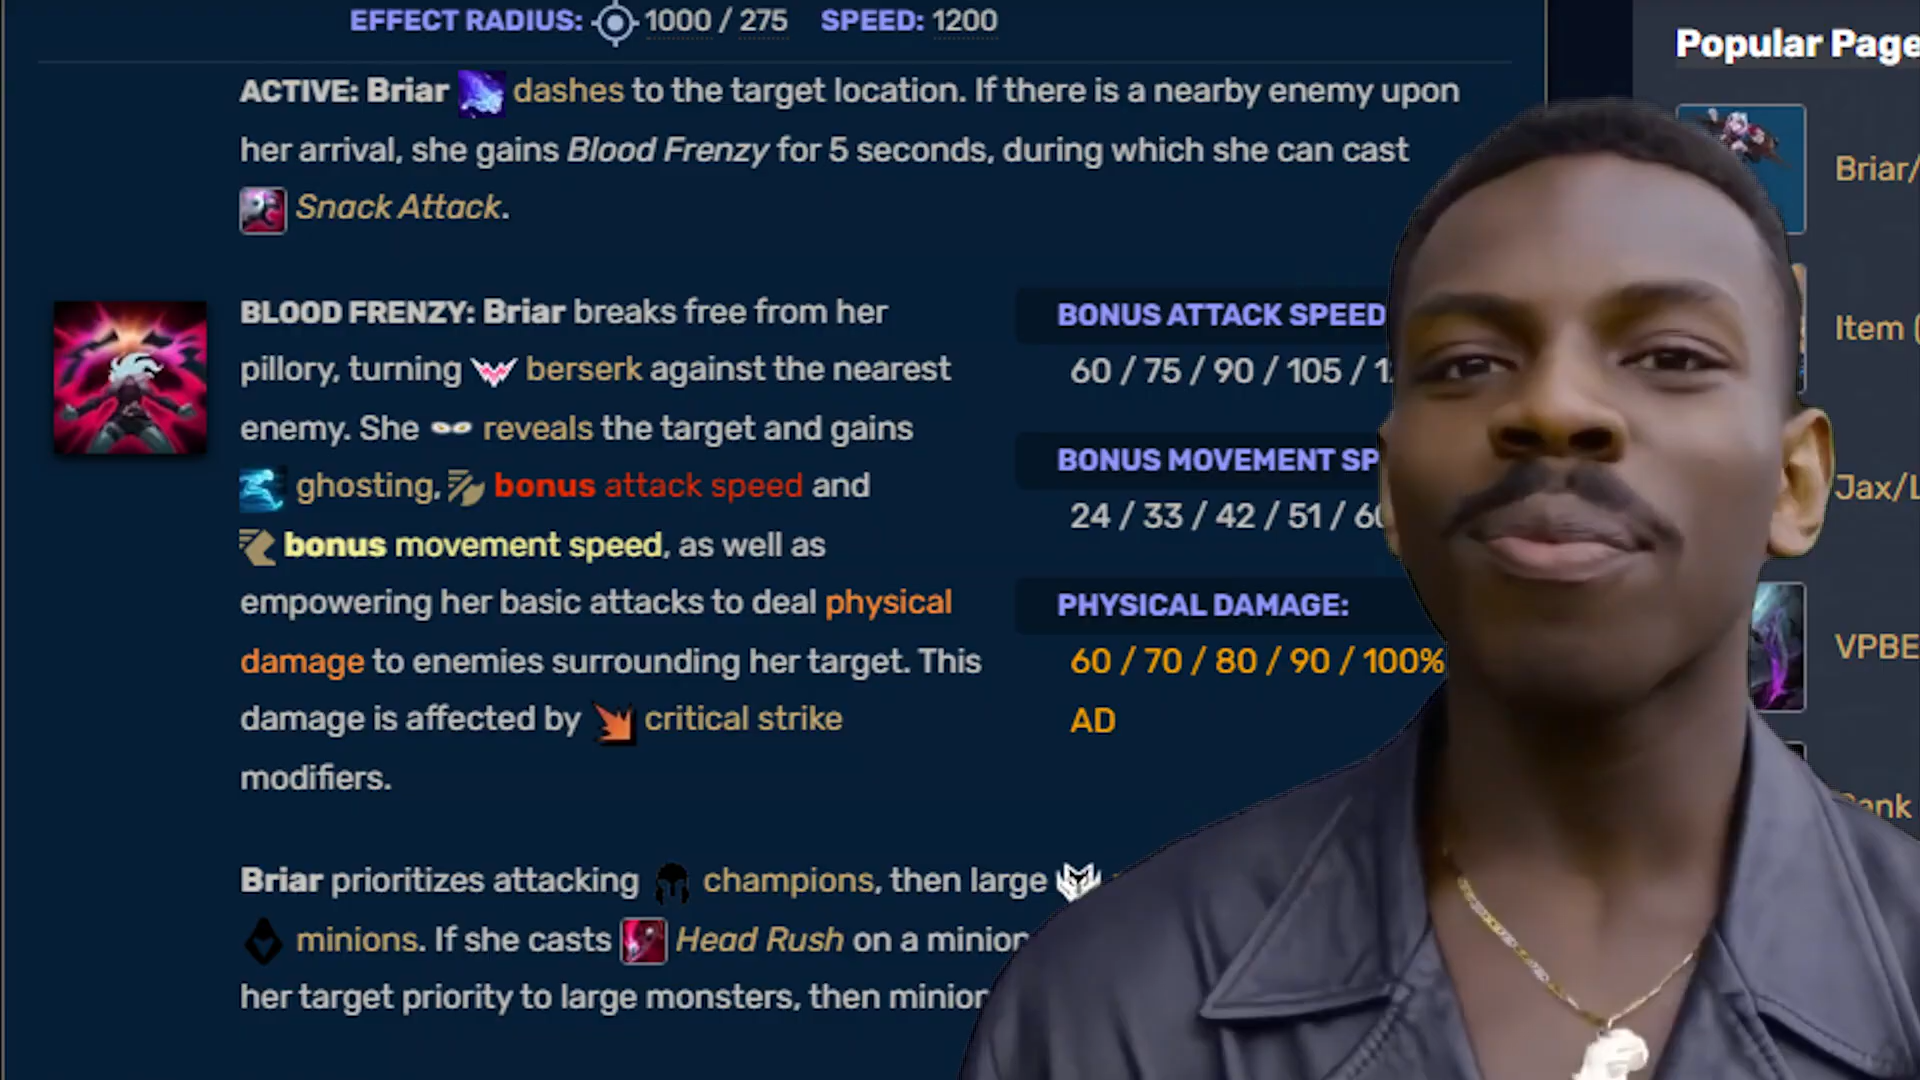 EFFECT RADIUS: 1000 / 275 SPEED: 1200
Popular Page
ACTIVE: Briar dashes to the target location. If there is a nearby enemy upon
her arrival, she gains Blood Frenzy for 5 seconds, during which she can cast
Snack Attack.
BLOOD FRENZY: Briar breaks free from her
pillory, turning berserk against the nearest
enemy. She reveals the target and gains
ghosting, bonus attack speed and
bonus movement speed, as well as
empowering her basic attacks to deal physical
damage to enemies surrounding her target. This
damage is affected by critical strike
modifiers.
BONUS ATTACK SPEED
60 / 75 / 90 / 105 /
BONUS MOVEMENT SP
24 / 33 / 42 / 51 /
PHYSICAL DAMAGE:
60 / 70 / 80 / 90 / 100%
AD
Briar prioritizes attacking champions, then large
minions. If she casts Head Rush on a minion
her target priority to large monsters, then minion
Briar/
Item (
Jax/L
VPBE